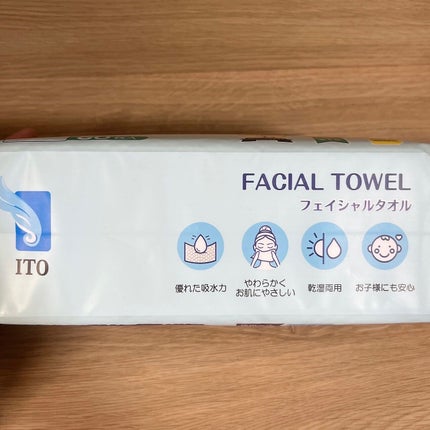 FACIAL TOWEL
フェイシャルタオル
ITO
優れた吸水力
やわらかく
お肌にやさしい
乾湿両用
お子様にも安心